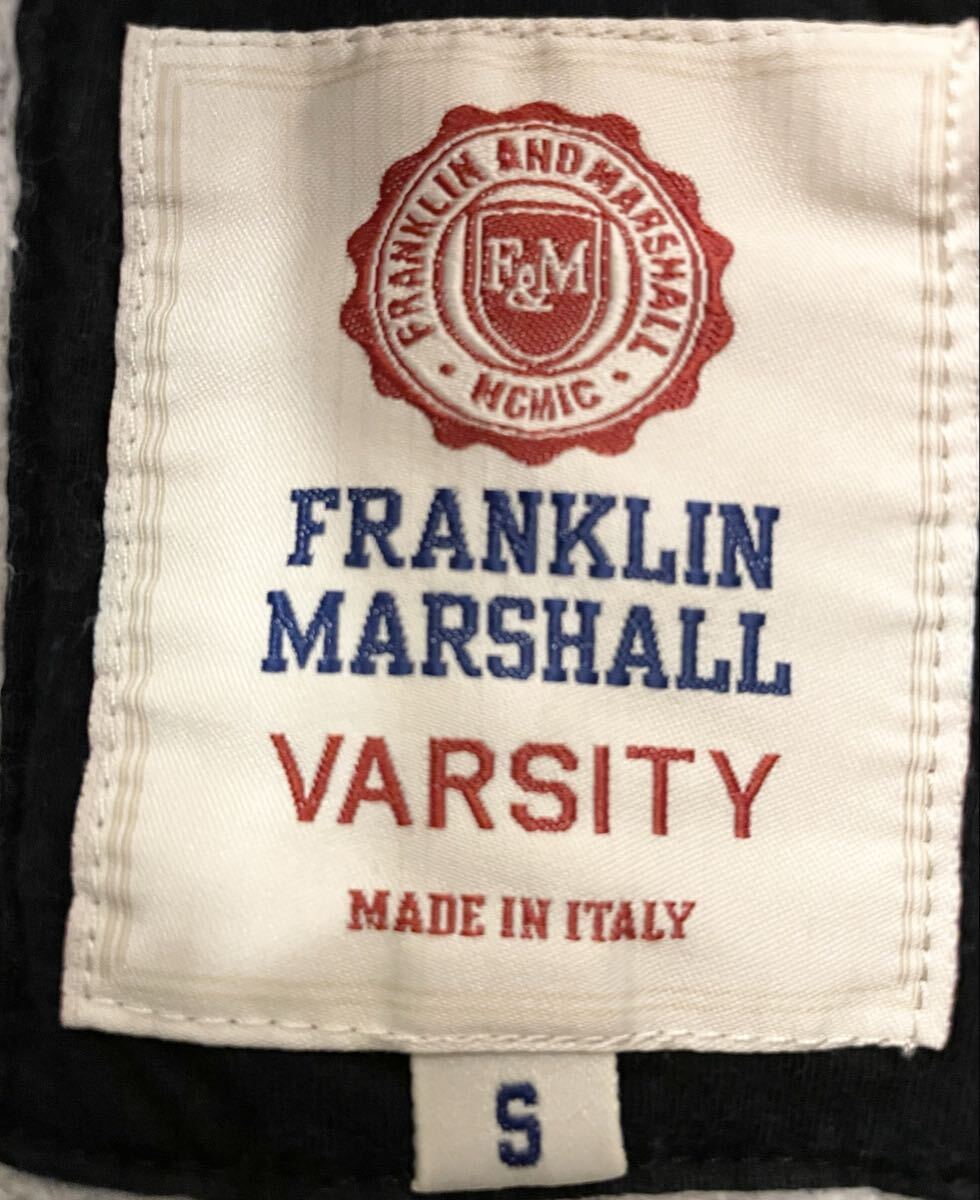 FRANKLIN AND MARSHALL
F&M
• MCMIC •
FRANKLIN
MARSHALL
VARSITY
MADE IN ITALY
S